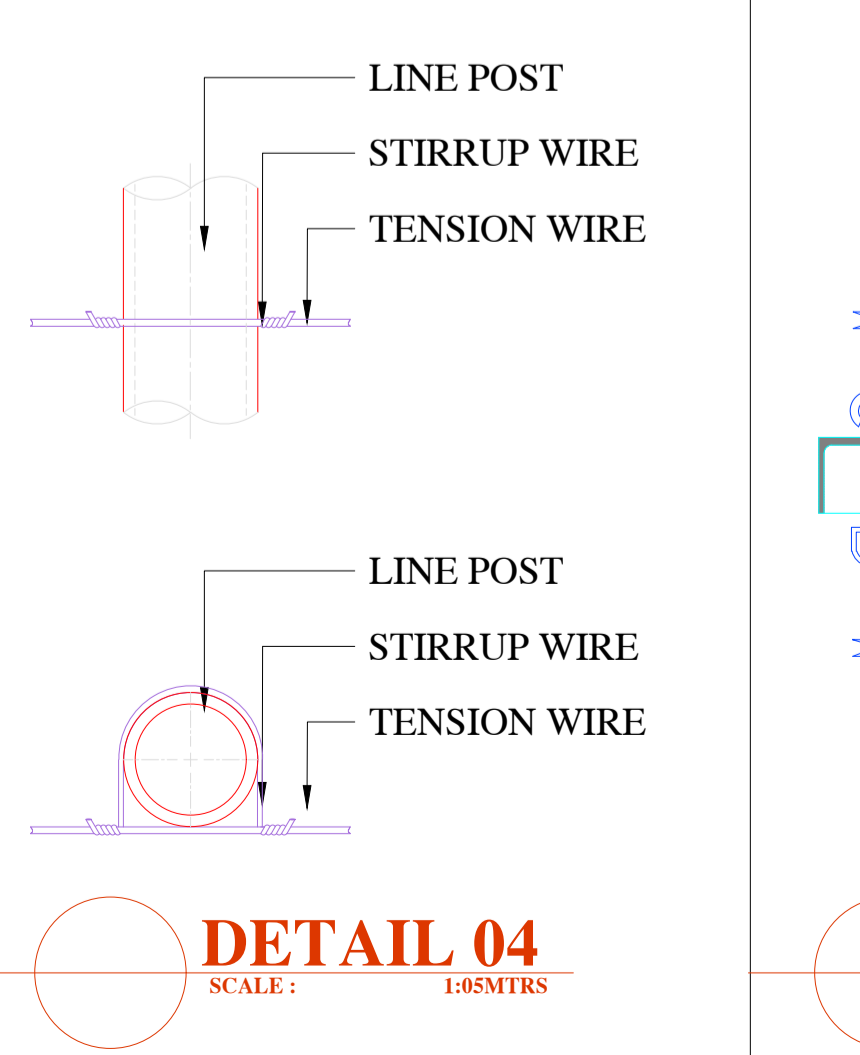 LINE POST
STIRRUP WIRE
TENSION WIRE
LINE POST
STIRRUP WIRE
TENSION WIRE
DETAIL 04
SCALE : 1:05MTRS